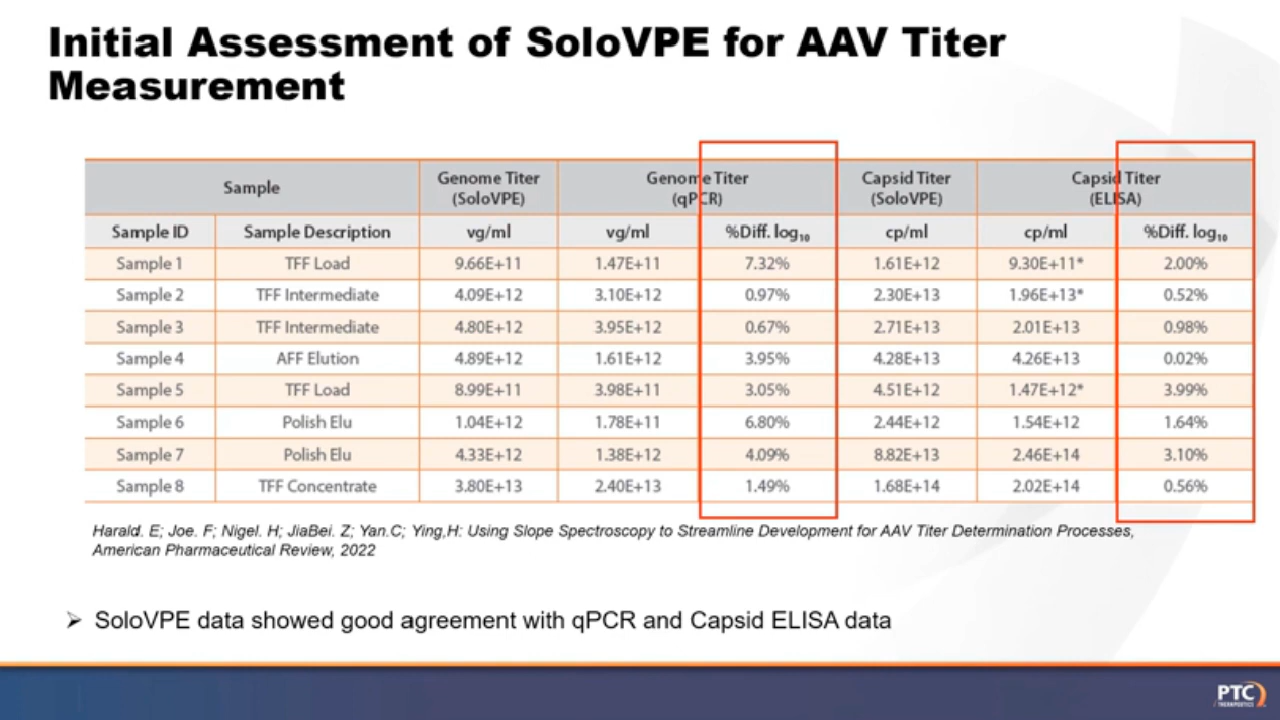 Initial Assessment of SoloVPE for AAV Titer
Measurement
Sample Genome Titer (SoloVPE) Genome Titer (qPCR) Capsid Titer (SoloVPE) Capsid Titer (ELISA)
Sample ID Sample Description vg/ml vg/ml %Diff. log10 cp/ml cp/ml %Diff. log10
Sample 1 TFF Load 9.66E+11 1.47E+11 7.32% 1.61E+12 9.30E+11* 2.00%
Sample 2 TFF Intermediate 4.09E+12 3.10E+12 0.97% 2.30E+13 1.96E+13* 0.52%
Sample 3 TFF Intermediate 4.80E+12 3.95E+12 0.67% 2.71E+13 2.01E+13 0.98%
Sample 4 AFF Elution 4.89E+12 1.61E+12 3.95% 4.28E+13 4.26E+13 0.02%
Sample 5 TFF Load 8.99E+11 3.98E+11 3.05% 4.51E+12 1.47E+12* 3.99%
Sample 6 Polish Elu 1.04E+12 1.78E+11 6.80% 2.44E+12 1.54E+12 1.64%
Sample 7 Polish Elu 4.33E+12 1.38E+12 4.09% 8.82E+13 2.46E+14 3.10%
Sample 8 TFF Concentrate 3.80E+13 2.40E+13 1.49% 1.68E+14 2.02E+14 0.56%
Harald. E; Joe. F; Nigel. H; JiaBei. Z; Yan.C; Ying,H: Using Slope Spectroscopy to Streamline Development for AAV Titer Determination Processes,
American Pharmaceutical Review, 2022
➢ SoloVPE data showed good agreement with qPCR and Capsid ELISA data
PTC
THERAPEUTICS